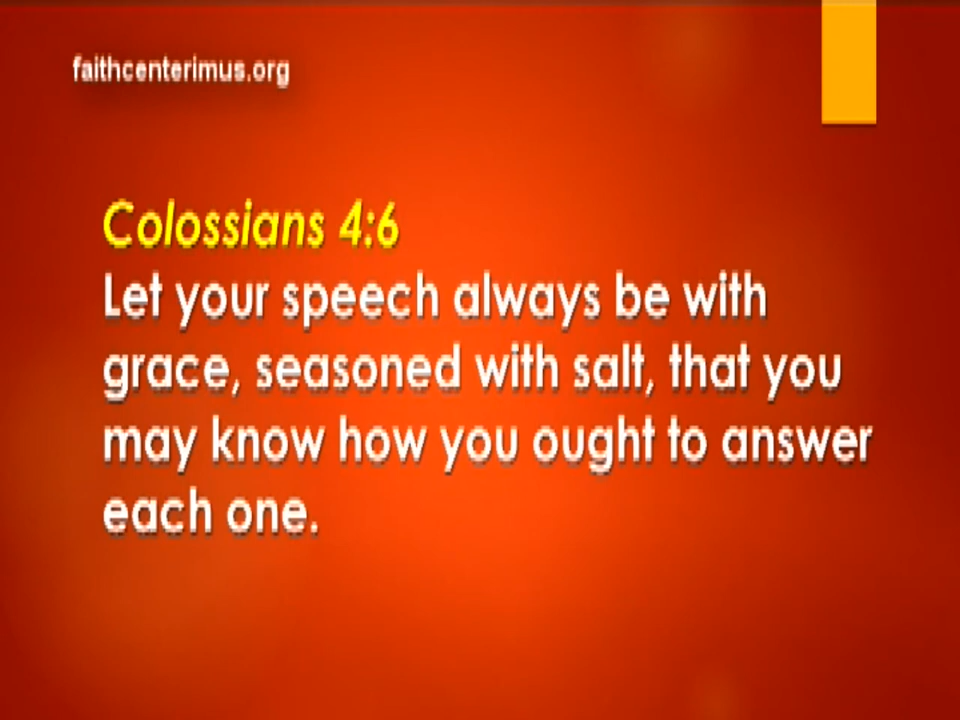 faithcenterimus.org
Colossians 4:6
Let your speech always be with
grace, seasoned with salt, that you
may know how you ought to answer
each one.